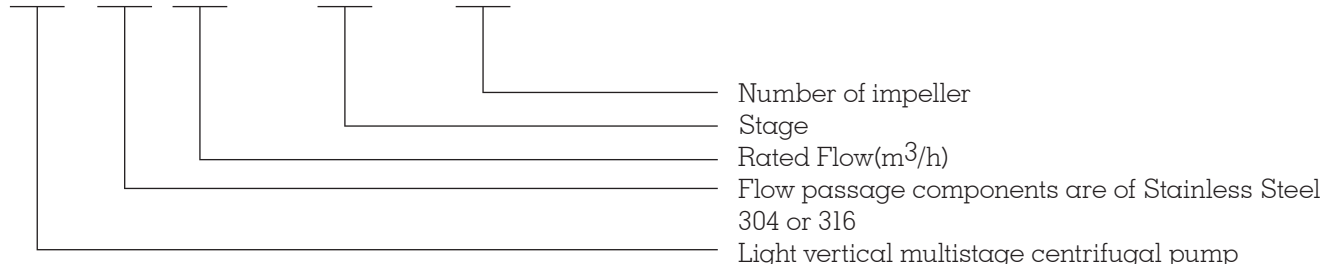 Number of impeller
Stage
Rated Flow(m³/h)
Flow passage components are of Stainless Steel
304 or 316
Light vertical multistage centrifugal pump